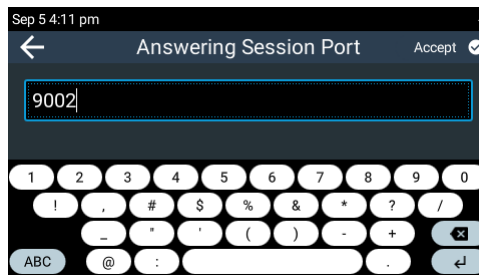 Sep 5 4:11 pm
Answering Session Port Accept
9002
1 2 3 4 5 6 7 8 9 0
! , # $ % & * ? /
_ " ' ( ) - +
ABC @ : .